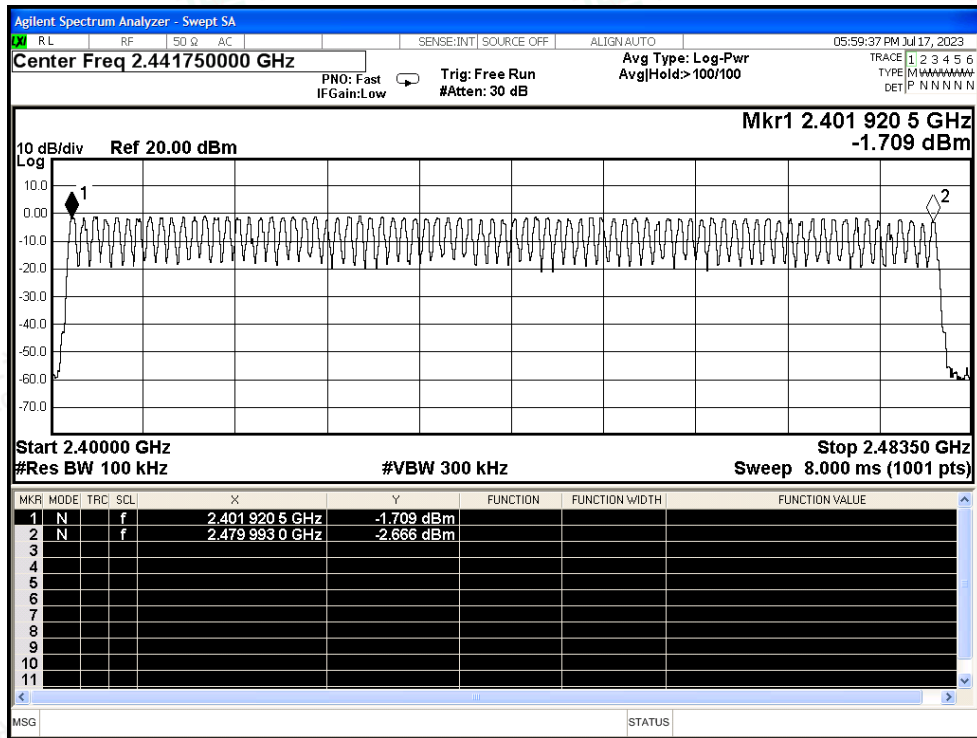 Agilent Spectrum Analyzer - Swept SA
LXI RL RF 50 Ω AC SENSE:INT SOURCE OFF ALIGN AUTO 05:59:37 PM Jul 17, 2023
Center Freq 2.441750000 GHz Avg Type: Log-Pwr TRACE 1 2 3 4 5 6
PNO: Fast Trig: Free Run Avg|Hold:>100/100 TYPE M
IFGain:Low #Atten: 30 dB DET P N N N N N
Mkr1 2.401 920 5 GHz
10 dB/div Ref 20.00 dBm -1.709 dBm
Log
10.0
1 2
0.00
-10.0
-20.0
-30.0
-40.0
-50.0
-60.0
-70.0
Start 2.40000 GHz Stop 2.48350 GHz
#Res BW 100 kHz #VBW 300 kHz Sweep 8.000 ms (1001 pts)
MKR MODE TRC SCL X Y FUNCTION FUNCTION WIDTH FUNCTION VALUE
1 N f 2.401 920 5 GHz -1.709 dBm
2 N f 2.479 993 0 GHz -2.666 dBm
3
4
5
6
7
8
9
10
11
MSG STATUS